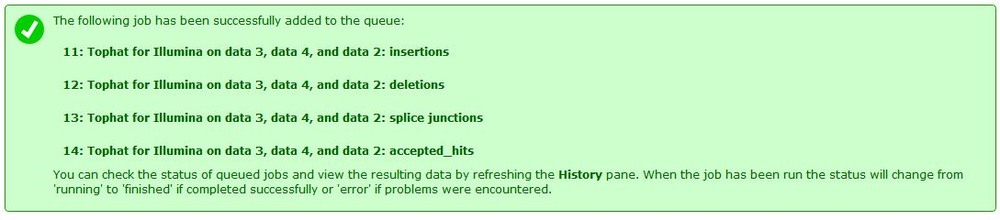 The following job has been successfully added to the queue:
11: Tophat for Illumina on data 3, data 4, and data 2: insertions
12: Tophat for Illumina on data 3, data 4, and data 2: deletions
13: Tophat for Illumina on data 3, data 4, and data 2: splice junctions
14: Tophat for Illumina on data 3, data 4, and data 2: accepted_hits
You can check the status of queued jobs and view the resulting data by refreshing the History pane. When the job has been run the status will change from
'running' to 'finished' if completed successfully or 'error' if problems were encountered.